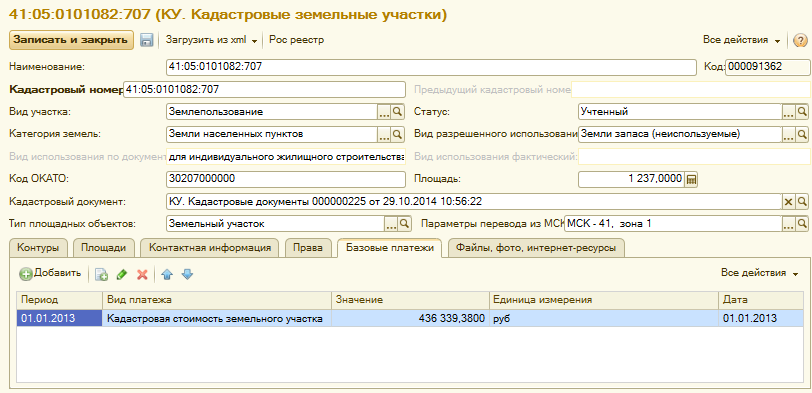 41:05:0101082:707 (КУ. Кадастровые земельные участки)
Записать и закрыть Загрузить из xml Рос реестр Все действия ?
Наименование: 41:05:0101082:707 Код: 000091362
Кадастровый номер 41:05:0101082:707 Предыдущий кадастровый номе
Вид участка: Землепользование ... Статус: Учтенный ...
Категория земель: Земли населенных пунктов ... Вид разрешенного использовани Земли запаса (неиспользуемые) ...
Вид использования по документ для индивидуального жилищного строительства Вид использования фактический:
Код ОКАТО: 30207000000 Площадь: 1 237,0000
Кадастровый документ: КУ. Кадастровые документы 000000225 от 29.10.2014 10:56:22
Тип площадных объектов: Земельный участок ... Параметры перевода из МСК МСК - 41, зона 1 ...
Контуры Площади Контактная информация Права Базовые платежи Файлы, фото, интернет-ресурсы
Добавить Все действия
Период Вид платежа Значение Единица измерения Дата
01.01.2013 Кадастровая стоимость земельного участка 436 339,3800 руб 01.01.2013